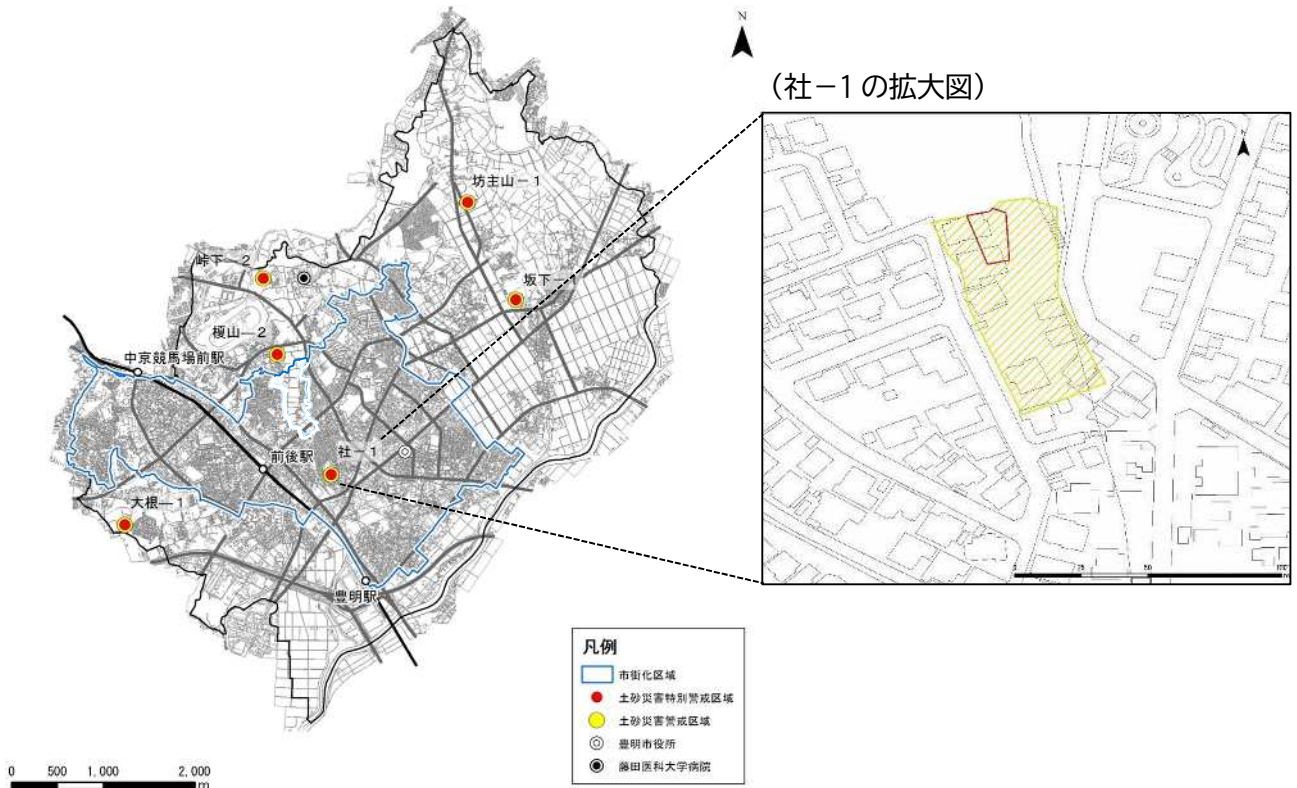 N
（社－1の拡大図）
N
坊主山－1
峠下－2
坂下－
榎山―2
中京競馬場前駅
社－1
前後駅
大根―1
豊明駅
0 25 50 100
m
凡例
市街化区域
土砂災害特別警戒区域
土砂災害警戒区域
豊明市役所
藤田医科大学病院
0 500 1,000 2,000
m